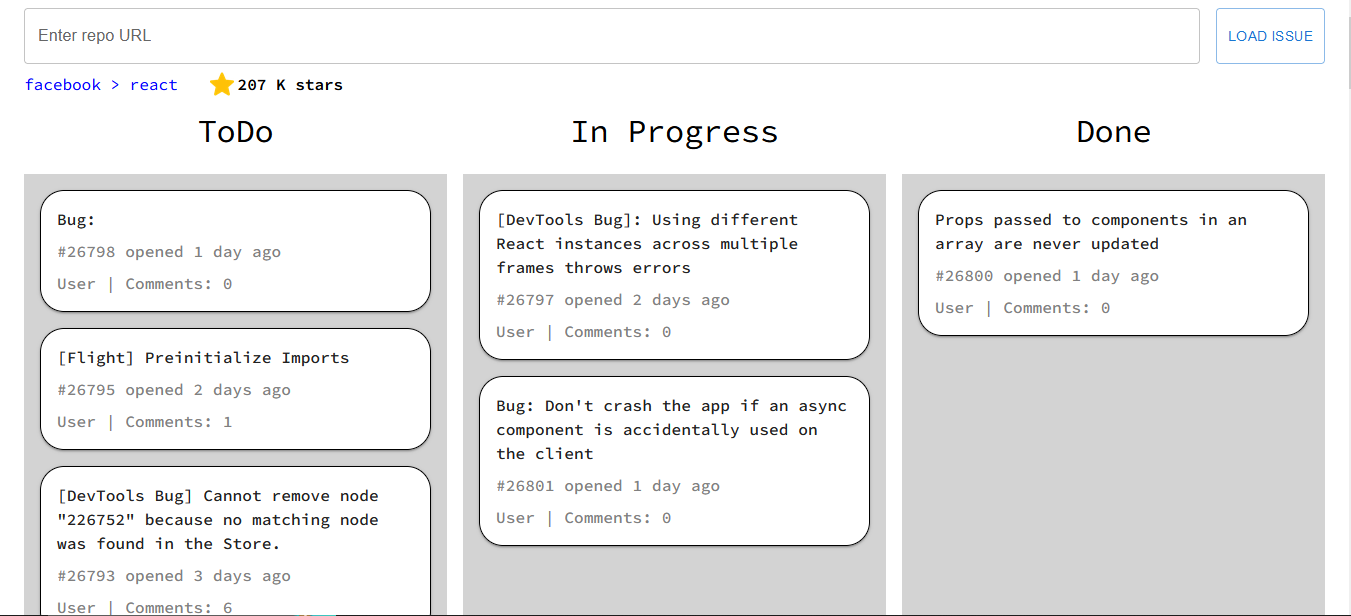 Enter repo URL
LOAD ISSUE
facebook > react
207 K stars
ToDo
Bug:
#26798 opened 1 day ago
User | Comments: 0
[Flight] Preinitialize Imports
#26795 opened 2 days ago
User | Comments: 1
[DevTools Bug] Cannot remove node
"226752" because no matching node
was found in the Store.
#26793 opened 3 days ago
User | Comments: 6
In Progress
[DevTools Bug]: Using different
React instances across multiple
frames throws errors
#26797 opened 2 days ago
User | Comments: 0
Bug: Don't crash the app if an async
component is accidentally used on
the client
#26801 opened 1 day ago
User | Comments: 0
Done
Props passed to components in an
array are never updated
#26800 opened 1 day ago
User | Comments: 0